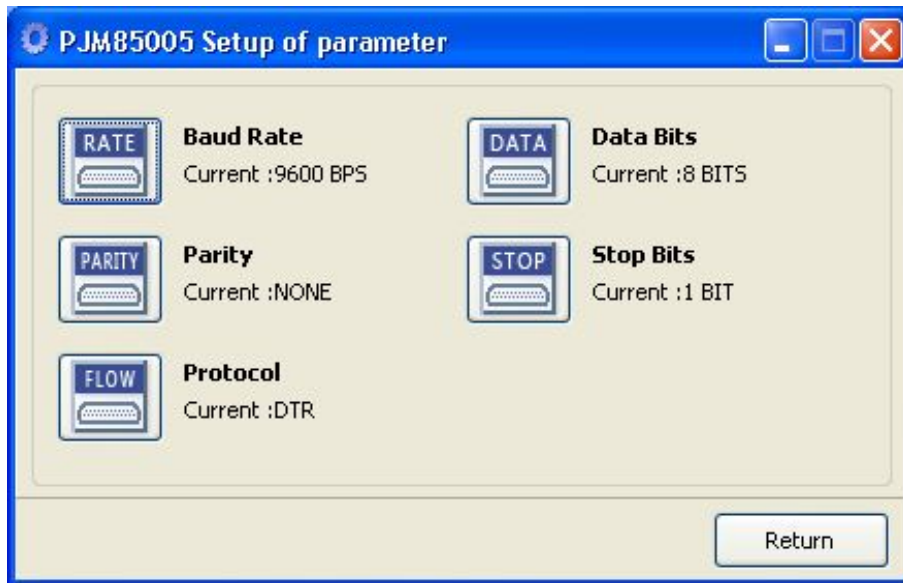 PJM85005 Setup of parameter
RATE
Baud Rate
Current :9600 BPS
DATA
Data Bits
Current :8 BITS
PARITY
Parity
Current :NONE
STOP
Stop Bits
Current :1 BIT
FLOW
Protocol
Current :DTR
Return